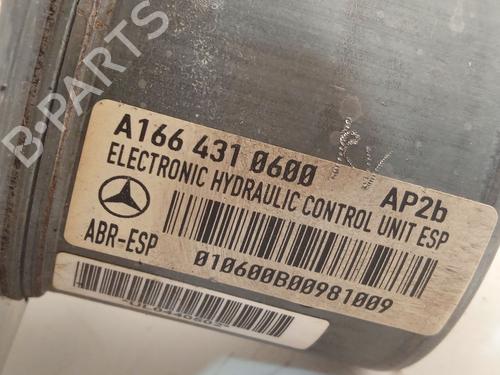 B-PARTS
A166 431 0600 AP2b
ELECTRONIC HYDRAULIC CONTROL UNIT ESP
ABR-ESP
010600B00981009